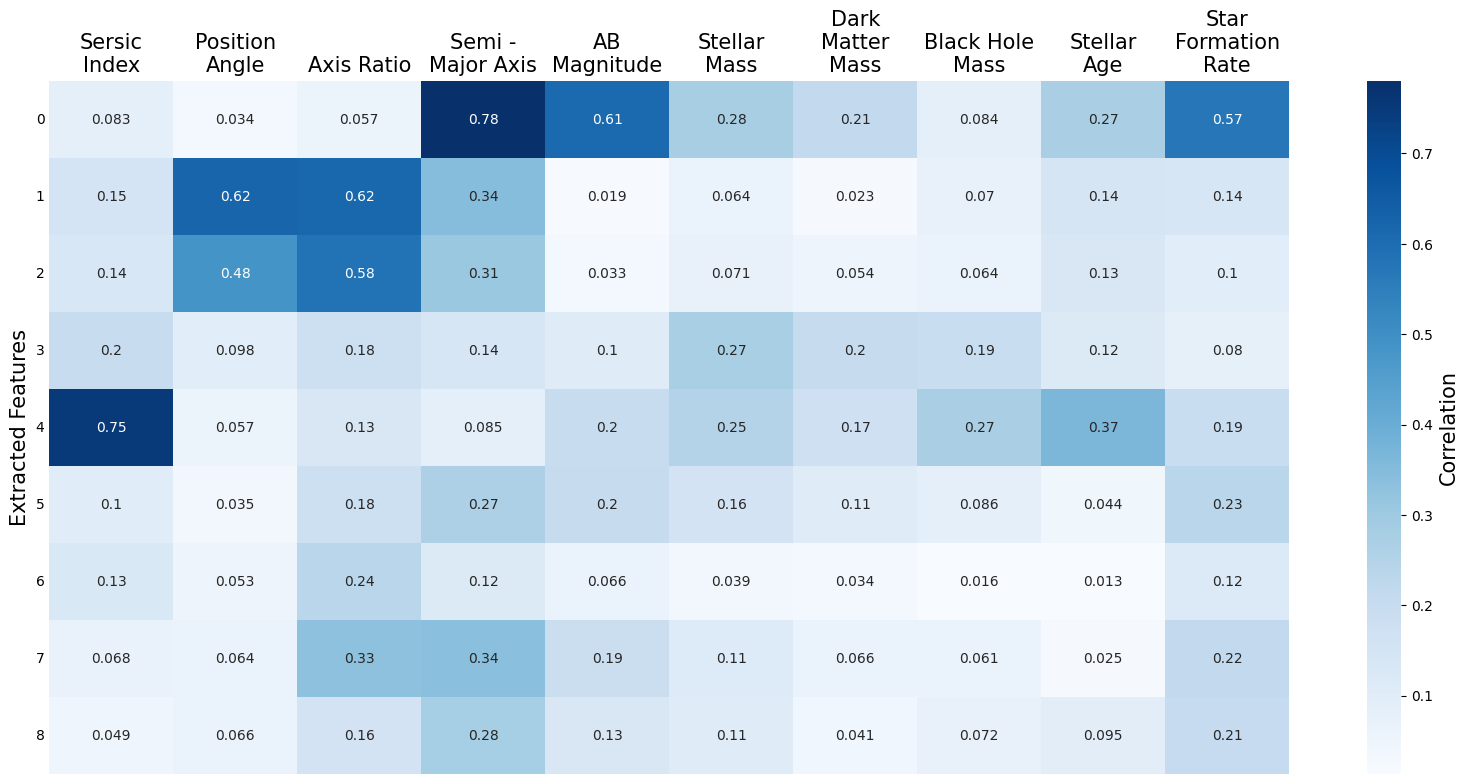 Sersic
Index
Position
Angle
Axis Ratio
Semi -
Major Axis
AB
Magnitude
Stellar
Mass
Dark
Matter
Mass
Black Hole
Mass
Stellar
Age
Star
Formation
Rate
Extracted Features
0 0.083 0.034 0.057 0.78 0.61 0.28 0.21 0.084 0.27 0.57
1 0.15 0.62 0.62 0.34 0.019 0.064 0.023 0.07 0.14 0.14
2 0.14 0.48 0.58 0.31 0.033 0.071 0.054 0.064 0.13 0.1
3 0.2 0.098 0.18 0.14 0.1 0.27 0.2 0.19 0.12 0.08
4 0.75 0.057 0.13 0.085 0.2 0.25 0.17 0.27 0.37 0.19
5 0.1 0.035 0.18 0.27 0.2 0.16 0.11 0.086 0.044 0.23
6 0.13 0.053 0.24 0.12 0.066 0.039 0.034 0.016 0.013 0.12
7 0.068 0.064 0.33 0.34 0.19 0.11 0.066 0.061 0.025 0.22
8 0.049 0.066 0.16 0.28 0.13 0.11 0.041 0.072 0.095 0.21
0.7
0.6
0.5
0.4
0.3
0.2
0.1
Correlation